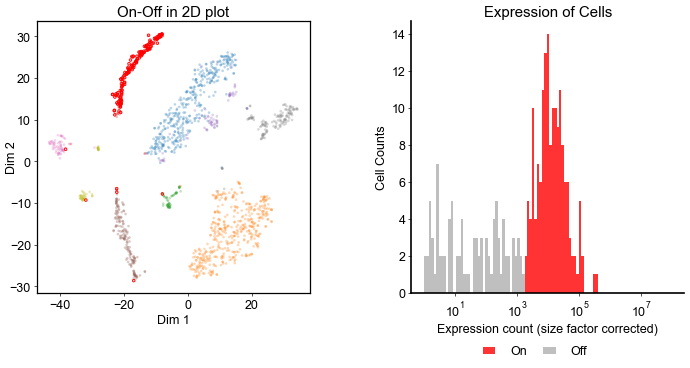 On-Off in 2D plot
Dim 2
30
20
10
0
−10
−20
−30
−40
−20
0
20
Dim 1
Expression of Cells
Cell Counts
14
12
10
8
6
4
2
0
10^1
10^3
10^5
10^7
Expression count (size factor corrected)
On
Off